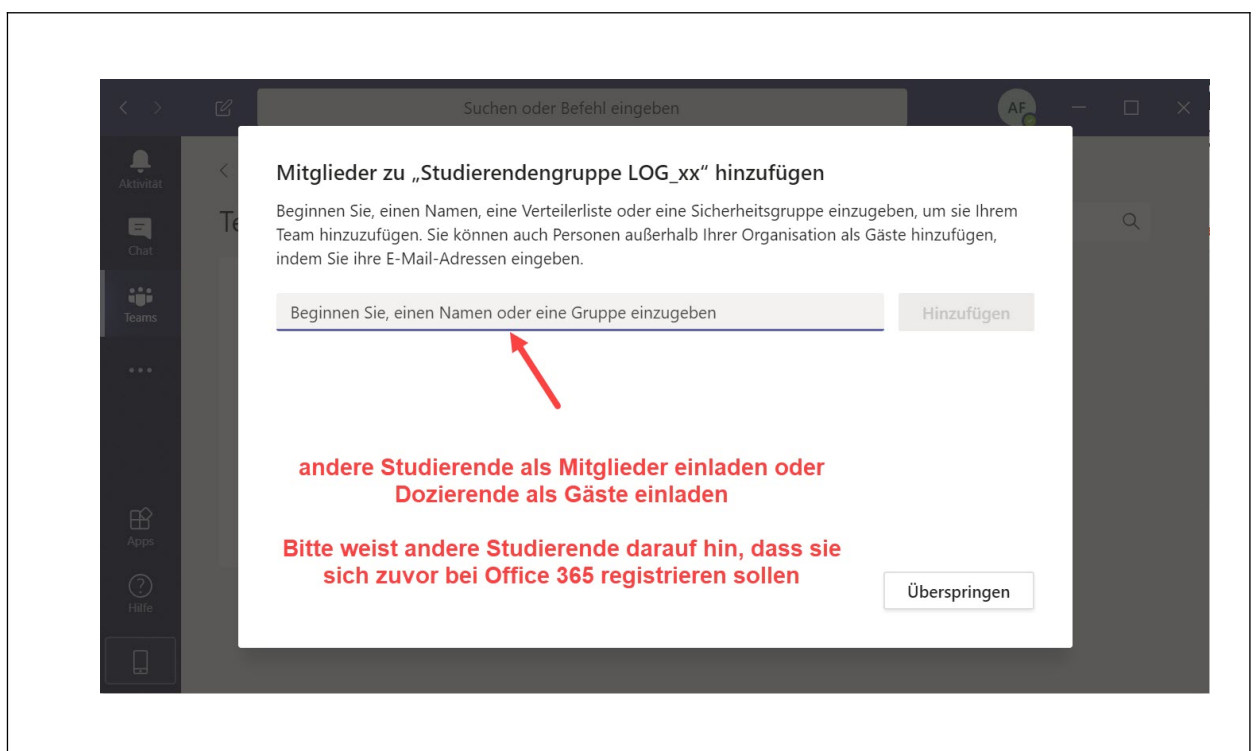 Suchen oder Befehl eingeben
AF
Aktivität
Chat
Teams
Apps
Hilfe
Te
Mitglieder zu „Studierendengruppe LOG_xx“ hinzufügen
Beginnen Sie, einen Namen, eine Verteilerliste oder eine Sicherheitsgruppe einzugeben, um sie Ihrem
Team hinzuzufügen. Sie können auch Personen außerhalb Ihrer Organisation als Gäste hinzufügen,
indem Sie ihre E-Mail-Adressen eingeben.
Beginnen Sie, einen Namen oder eine Gruppe einzugeben
Hinzufügen
andere Studierende als Mitglieder einladen oder
Dozierende als Gäste einladen
Bitte weist andere Studierende darauf hin, dass sie
sich zuvor bei Office 365 registrieren sollen
Überspringen